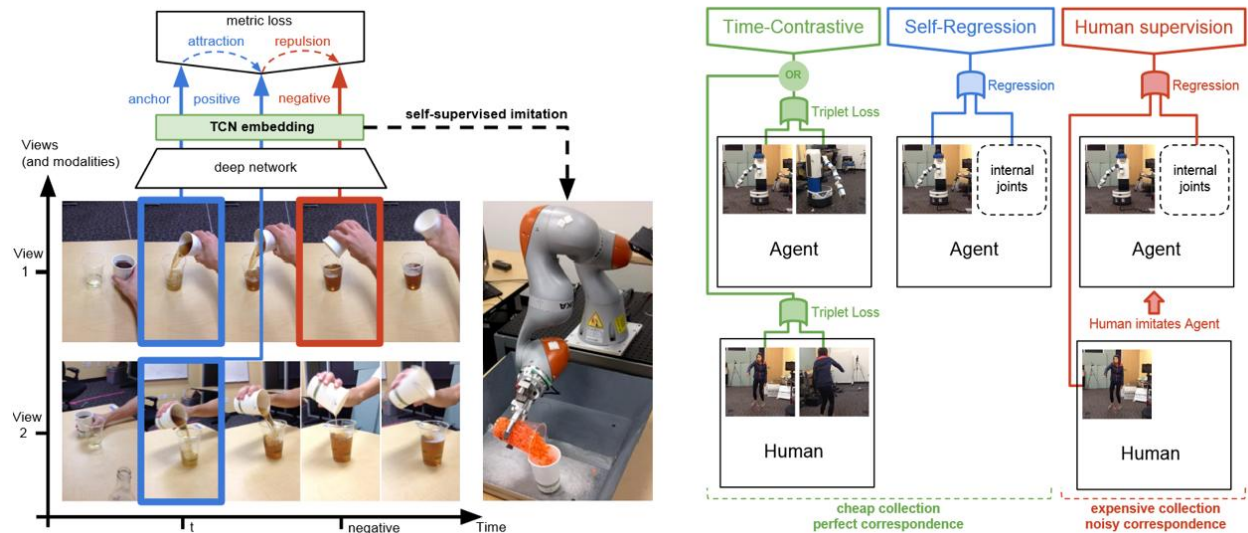 metric loss
attraction
repulsion
anchor
positive
negative
TCN embedding
self-supervised imitation
deep network
Views
(and modalities)
View
1
View
2
t
negative
Time
Time-Contrastive
Self-Regression
Human supervision
OR
Regression
Regression
Triplet Loss
internal
joints
internal
joints
Agent
Agent
Agent
Triplet Loss
Human imitates Agent
Human
Human
cheap collection
perfect correspondence
expensive collection
noisy correspondence